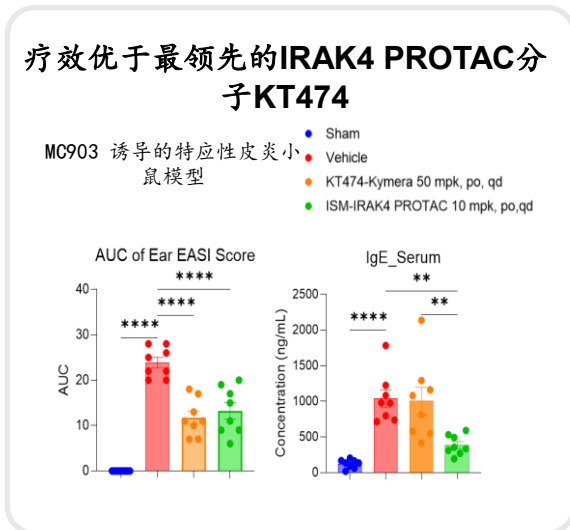 疗效优于最领先的IRAK4 PROTAC分
子KT474
MC903 诱导的特应性皮炎小
鼠模型
Sham
Vehicle
KT474-Kymera 50 mpk, po, qd
ISM-IRAK4 PROTAC 10 mpk, po,qd
AUC of Ear EASI Score
****
****
****
AUC
40
30
20
10
0
IgE_Serum
**
**
****
Concentration (ng/mL)
2500
2000
1500
1000
500
0